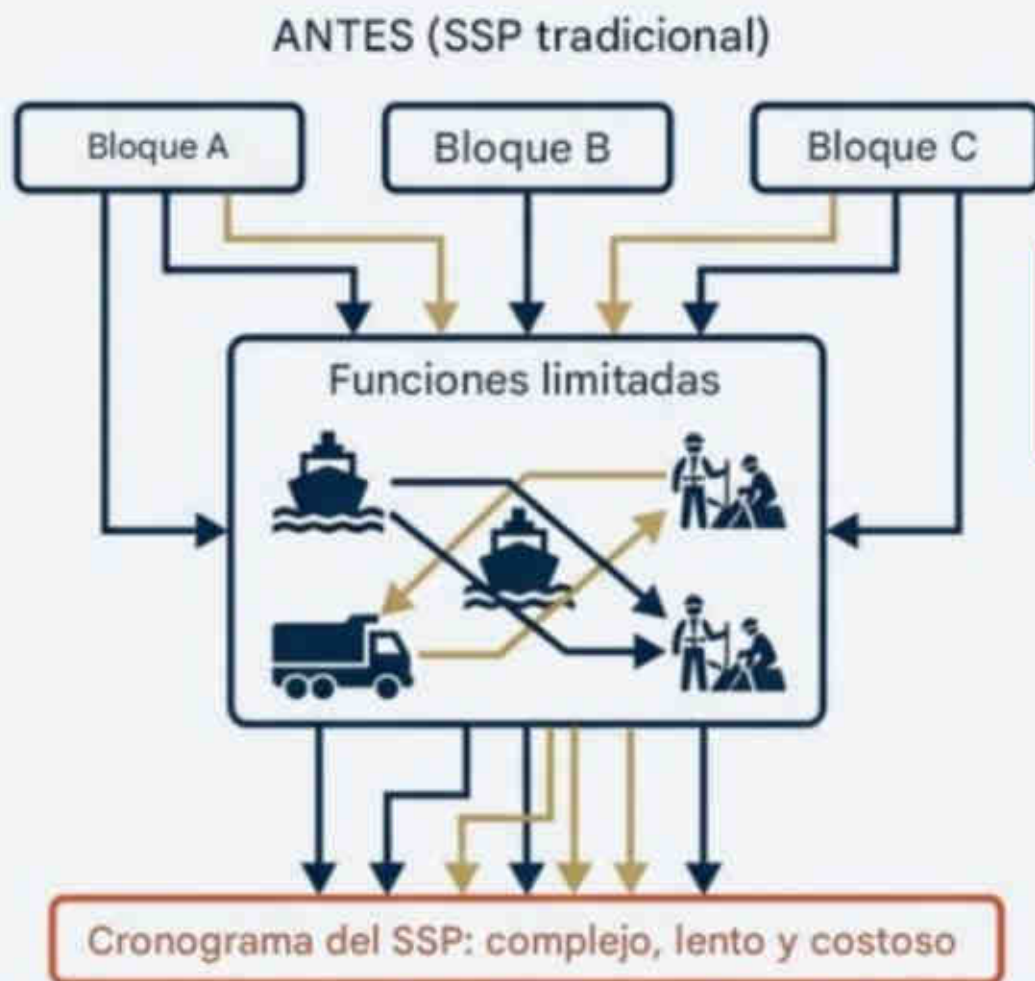 ANTES (SSP tradicional)
Bloque A
Bloque B
Bloque C
Funciones limitadas
Cronograma del SSP: complejo, lento y costoso